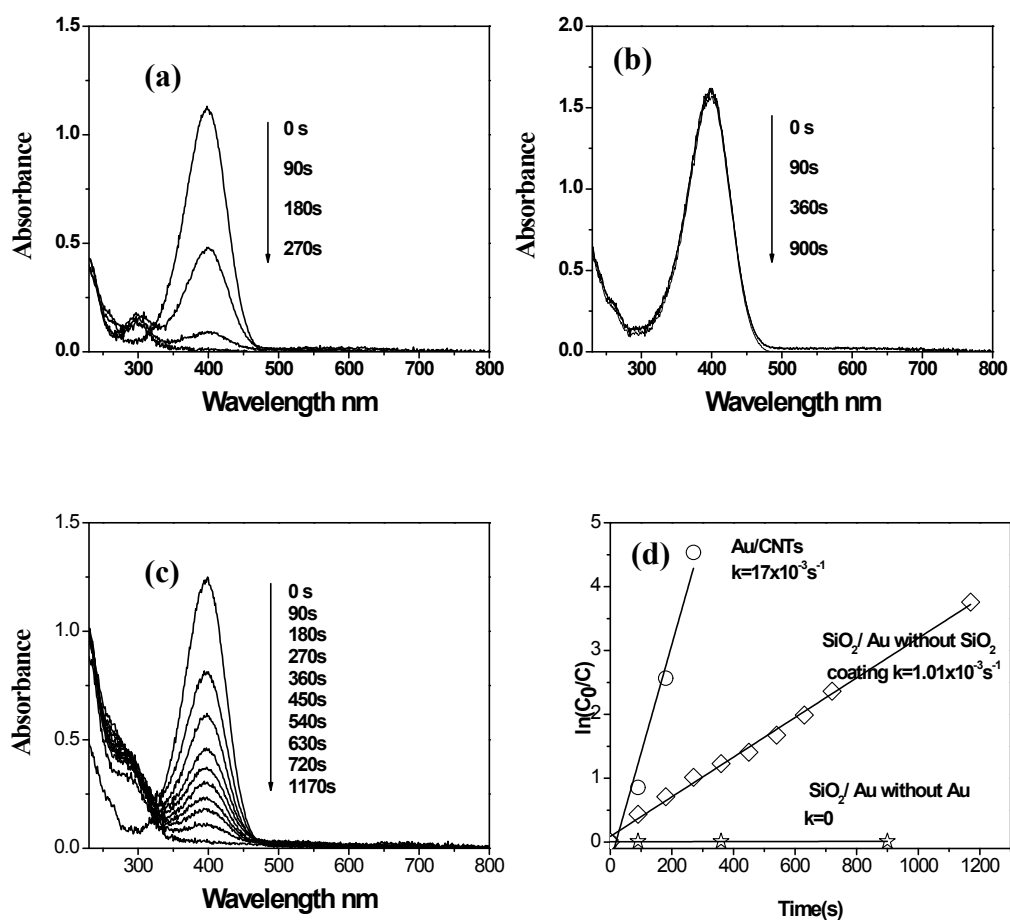 (a)
1.5
1.0
0.5
0.0
Absorbance
0 s
90s
180s
270s
300 400 500 600 700 800
Wavelength nm
(b)
2.0
1.5
1.0
0.5
0.0
Absorbance
0 s
90s
360s
900s
300 400 500 600 700 800
Wavelength nm
(c)
1.5
1.0
0.5
0.0
Absorbance
0 s
90s
180s
270s
360s
450s
540s
630s
720s
1170s
300 400 500 600 700 800
Wavelength nm
(d)
5
4
3
2
1
0
ln(C₀/C)
Au/CNTs
k=17x10⁻³s⁻¹
SiO₂/ Au without SiO₂
coating k=1.01x10⁻³s⁻¹
SiO₂/ Au without Au
k=0
0 200 400 600 800 1000 1200
Time(s)